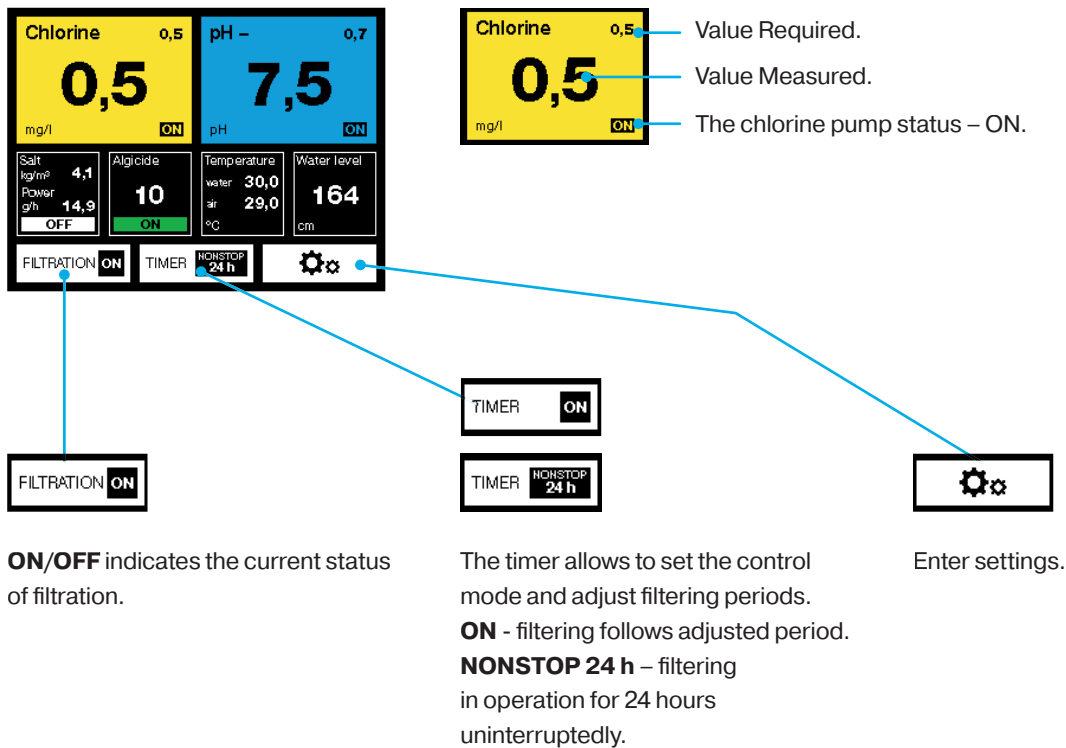 Chlorine 0,5
0,5
mg/l ON
pH – 0,7
7,5
pH ON
Salt
kg/m³ 4,1
Power
g/h 14,9
OFF
Algicide
10
ON
Temperature
water 30,0
air 29,0
°C
Water level
164
cm
FILTRATION ON
TIMER NONSTOP
24 h
Chlorine 0,5
0,5
mg/l ON
Value Required.
Value Measured.
The chlorine pump status – ON.
TIMER ON
FILTRATION ON
TIMER NONSTOP
24 h
ON/OFF indicates the current status
of filtration.
The timer allows to set the control
mode and adjust filtering periods.
ON - filtering follows adjusted period.
NONSTOP 24 h – filtering
in operation for 24 hours
uninterruptedly.
Enter settings.